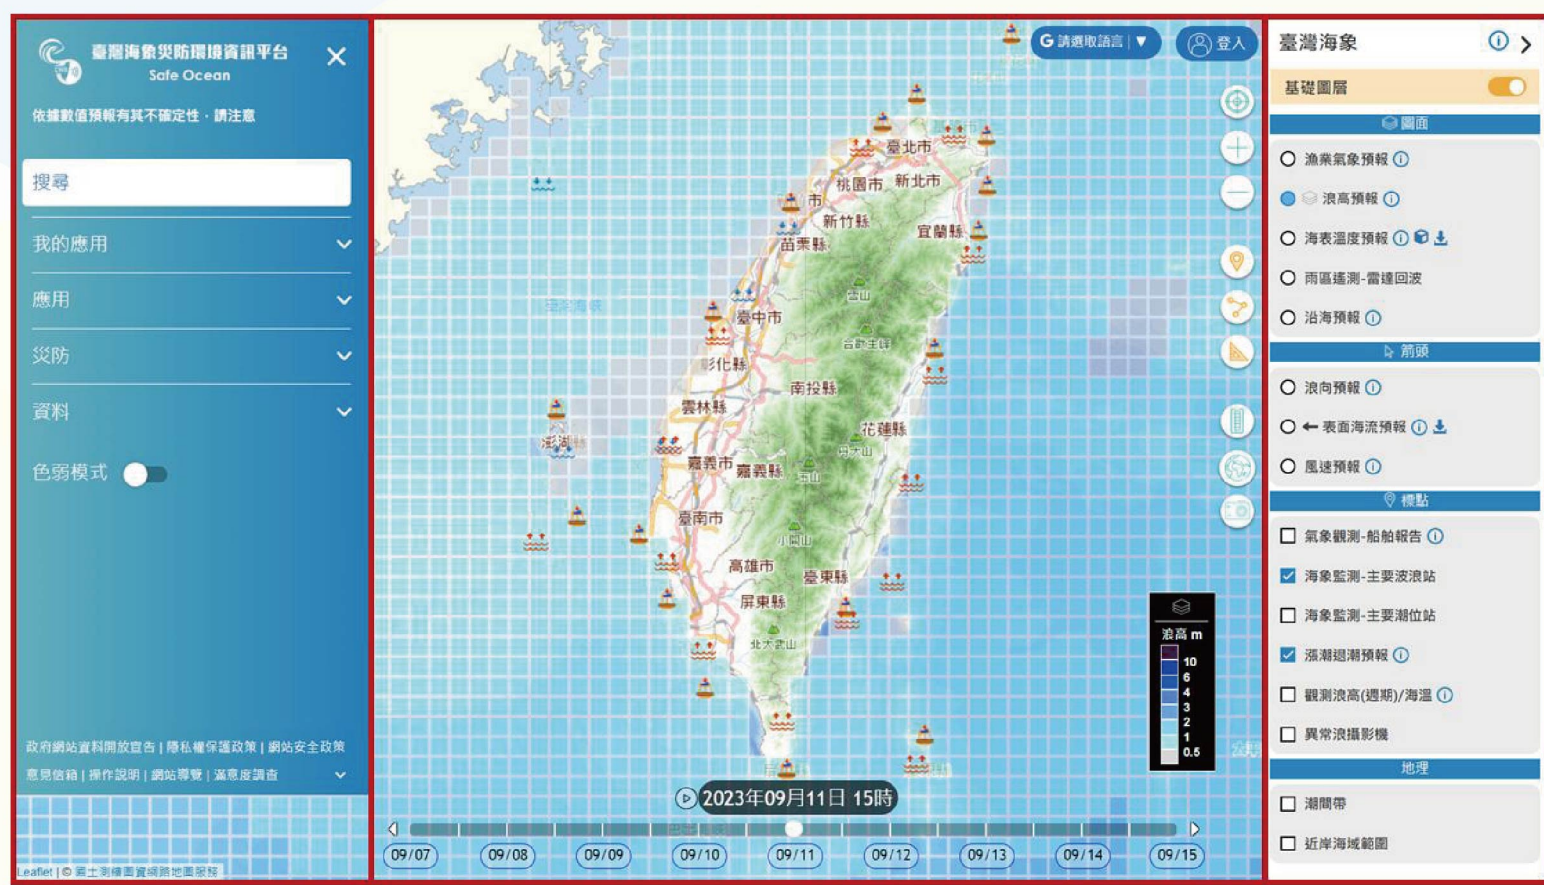 臺灣海象災防環境資訊平台
Safe Ocean
依據數值預報有其不確定性，請注意
搜尋
我的應用
應用
災防
資料
色弱模式
政府網站資料開放宣告 | 隱私權保護政策 | 網站安全政策
意見信箱 | 操作說明 | 網站導覽 | 滿意度調查
Leaflet | © 國土測繪圖資網路地圖服務
G 請選取語言 | ▼
登入
臺北市
桃園市
新北市
市
新竹縣
宜蘭縣
苗栗縣
雪山
臺灣海峽
臺中市
合歡主峰
彰化縣
南投縣
雲林縣
花蓮縣
澎湖縣
丹大山
嘉義市
嘉義縣
玉山
臺南市
小關山
高雄市
臺東縣
屏東縣
北大武山
浪高 m
10
6
4
3
2
1
0.5
2023年09月11日 15時
09/07
09/08
09/09
09/10
09/11
09/12
09/13
09/14
09/15
臺灣海象
基礎圖層
圖面
漁業氣象預報
浪高預報
海表溫度預報
雨區遙測-雷達回波
沿海預報
箭頭
浪向預報
表面海流預報
風速預報
標點
氣象觀測-船舶報告
海象監測-主要波浪站
海象監測-主要潮位站
漲潮退潮預報
觀測浪高(週期)/海溫
異常浪攝影機
地理
潮間帶
近岸海域範圍